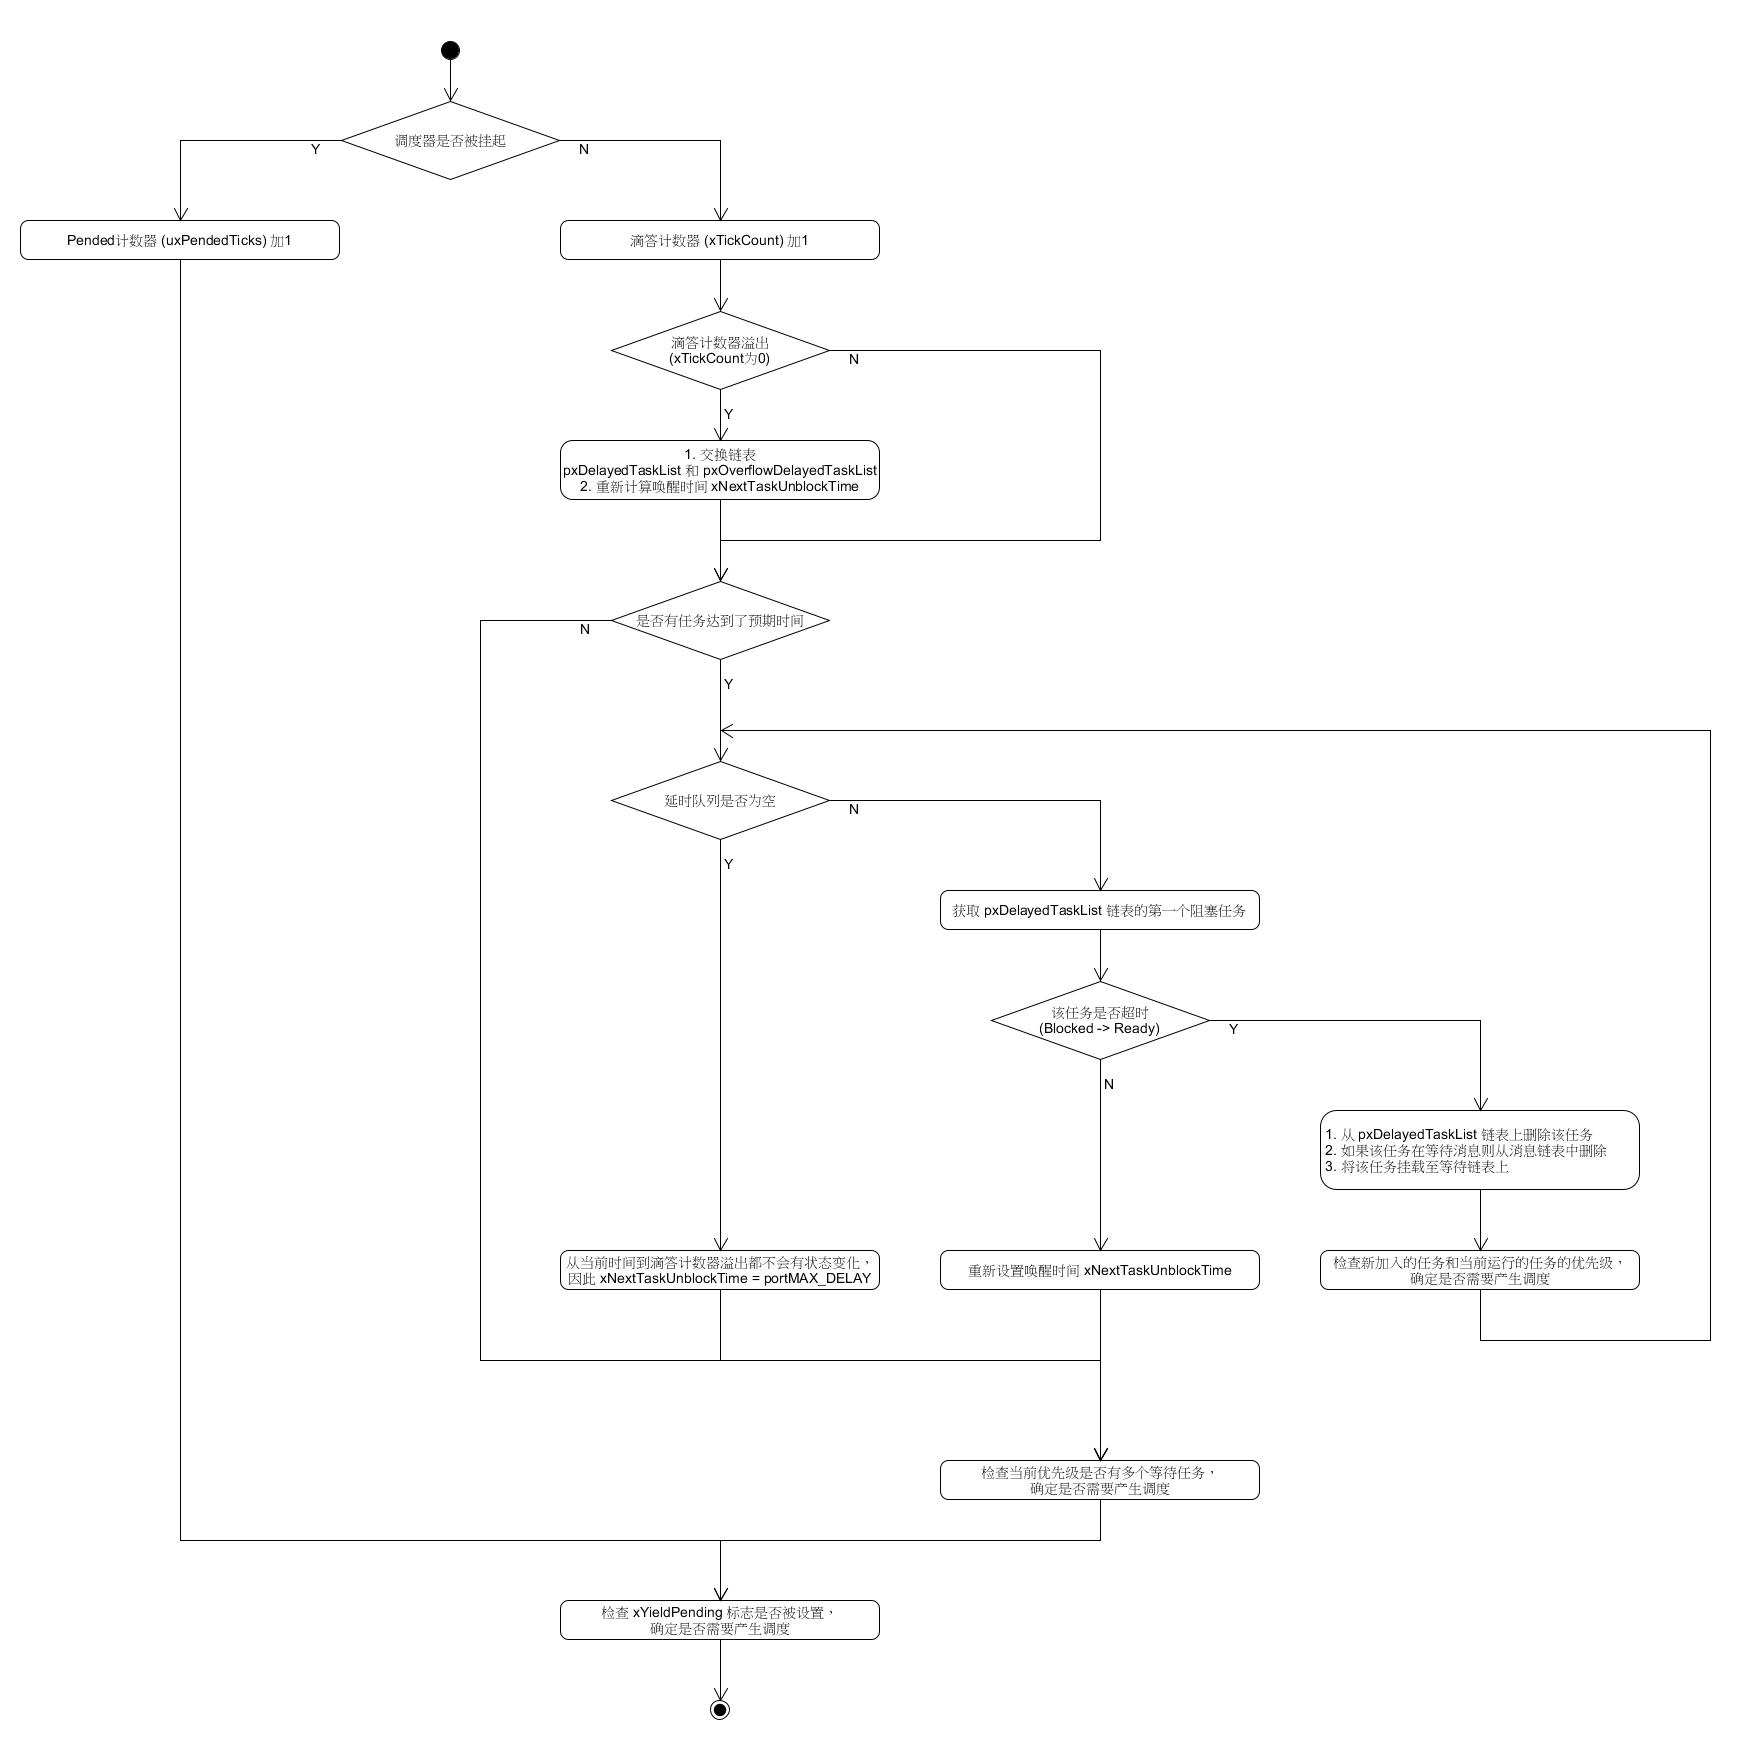 调度器是否被挂起
Y
N
Pended计数器 (uxPendedTicks) 加1
滴答计数器 (xTickCount) 加1
滴答计数器溢出
(xTickCount为0)
N
Y
1. 交换链表
pxDelayedTaskList 和 pxOverflowDelayedTaskList
2. 重新计算唤醒时间 xNextTaskUnblockTime
是否有任务达到了预期时间
N
Y
延时队列是否为空
N
Y
获取 pxDelayedTaskList 链表的第一个阻塞任务
该任务是否超时
(Blocked -> Ready)
Y
N
1. 从 pxDelayedTaskList 链表上删除该任务
2. 如果该任务在等待消息则从消息链表中删除
3. 将该任务挂载至等待链表上
从当前时间到滴答计数器溢出都不会有状态变化，
因此 xNextTaskUnblockTime = portMAX_DELAY
重新设置唤醒时间 xNextTaskUnblockTime
检查新加入的任务和当前运行的任务的优先级，
确定是否需要产生调度
检查当前优先级是否有多个等待任务，
确定是否需要产生调度
检查 xYieldPending 标志是否被设置，
确定是否需要产生调度